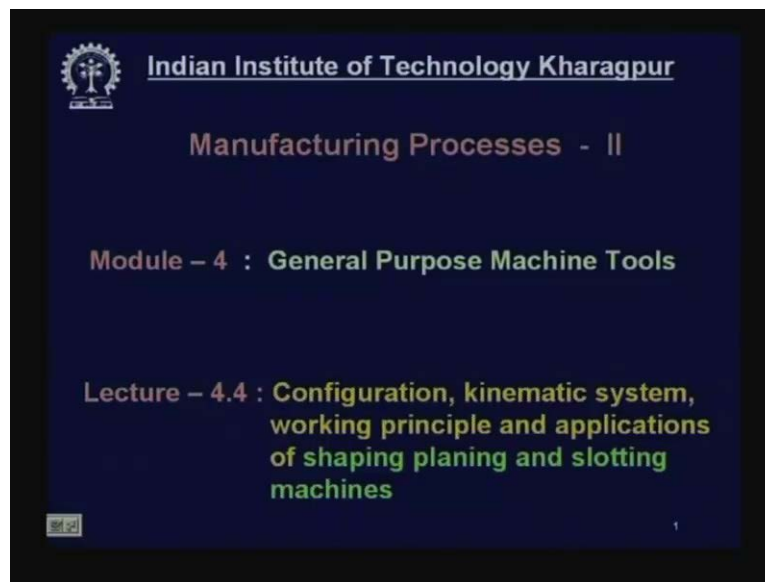 Indian Institute of Technology Kharagpur
Manufacturing Processes - II
Module – 4 : General Purpose Machine Tools
Lecture – 4.4 : Configuration, kinematic system,
working principle and applications
of shaping planing and slotting
machines
1